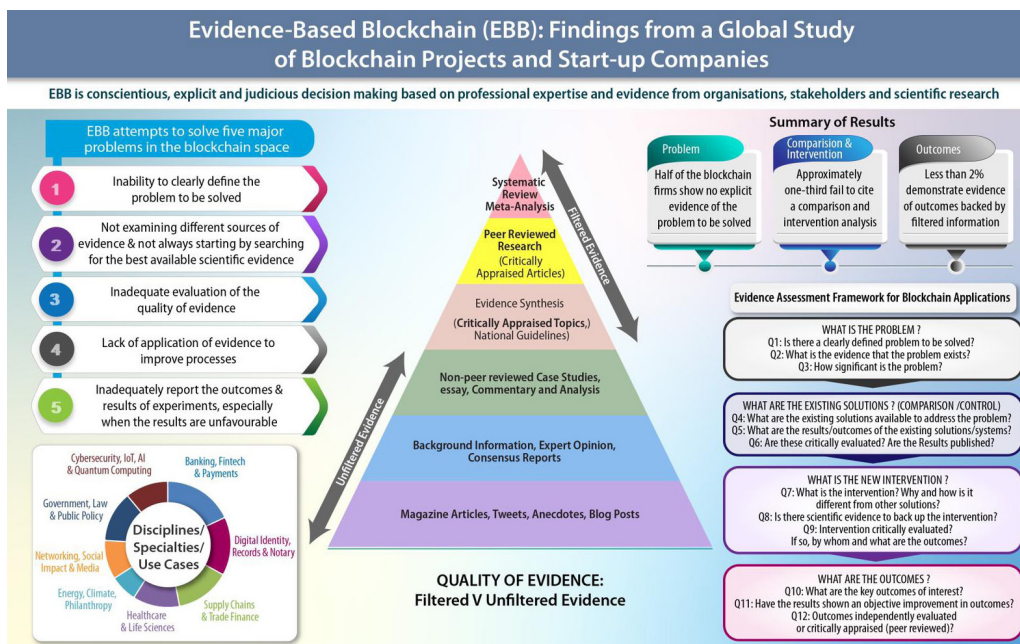 Evidence-Based Blockchain (EBB): Findings from a Global Study
of Blockchain Projects and Start-up Companies
EBB is conscientious, explicit and judicious decision making based on professional expertise and evidence from organisations, stakeholders and scientific research
EBB attempts to solve five major
problems in the blockchain space
1
Inability to clearly define the
problem to be solved
2
Not examining different sources of
evidence & not always starting by searching
for the best available scientific evidence
3
Inadequate evaluation of the
quality of evidence
4
Lack of application of evidence to
improve processes
5
Inadequately report the outcomes &
results of experiments, especially
when the results are unfavourable
Cybersecurity, IoT, AI
& Quantum Computing
Banking, Fintech
& Payments
Government, Law
& Public Policy
Digital Identity,
Records & Notary
Networking, Social
Impact & Media
Energy, Climate,
Philanthropy
Healthcare
& Life Sciences
Supply Chains
& Trade Finance
Disciplines/
Specialties/
Use Cases
Systematic
Review
Meta-Analysis
Peer Reviewed
Research
(Critically
Appraised Articles)
Evidence Synthesis
(Critically Appraised Topics,)
National Guidelines)
Non-peer reviewed Case Studies,
essay, Commentary and Analysis
Background Information, Expert Opinion,
Consensus Reports
Magazine Articles, Tweets, Anecdotes, Blog Posts
Filtered Evidence
Unfiltered Evidence
QUALITY OF EVIDENCE:
Filtered V Unfiltered Evidence
Summary of Results
Problem
Half of the blockchain
firms show no explicit
evidence of the
problem to be solved
Comparision &
Intervention
Approximately
one-third fail to cite
a comparison and
intervention analysis
Outcomes
Less than 2%
demonstrate evidence
of outcomes backed by
filtered information
Evidence Assessment Framework for Blockchain Applications
WHAT IS THE PROBLEM ?
Q1: Is there a clearly defined problem to be solved?
Q2: What is the evidence that the problem exists?
Q3: How significant is the problem?
WHAT ARE THE EXISTING SOLUTIONS ? (COMPARISON /CONTROL)
Q4: What are the existing solutions available to address the problem?
Q5: What are the results/outcomes of the existing solutions/systems?
Q6: Are these critically evaluated? Are the Results published?
WHAT IS THE NEW INTERVENTION ?
Q7: What is the intervention? Why and how is it
different from other solutions?
Q8: Is there scientific evidence to back up the intervention?
Q9: Intervention critically evaluated?
If so, by whom and what are the outcomes?
WHAT ARE THE OUTCOMES ?
Q10: What are the key outcomes of interest?
Q11: Have the results shown an objective improvement in outcomes?
Q12: Outcomes independently evaluated
or critically appraised (peer reviewed)?